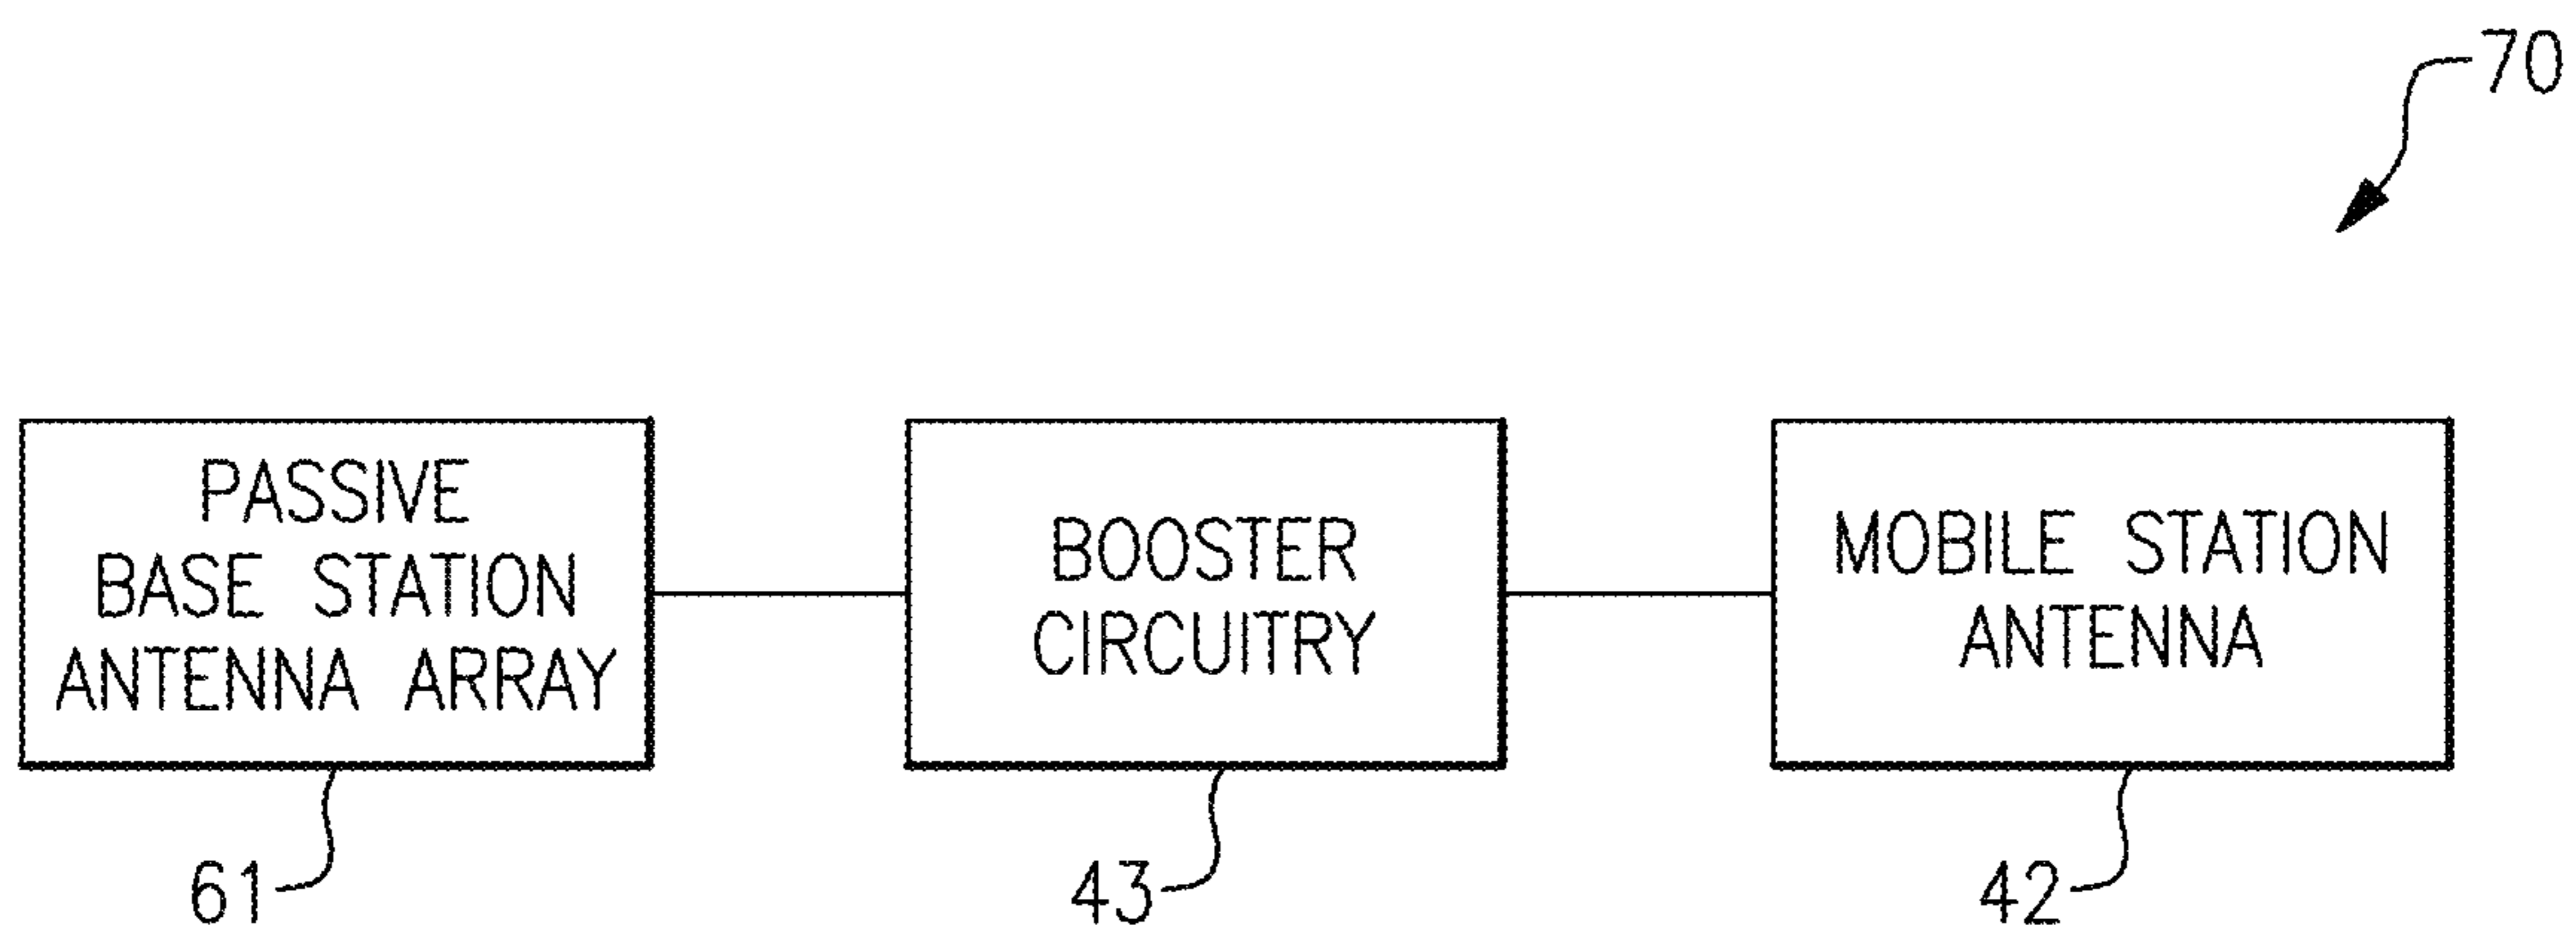 70
PASSIVE
BASE STATION
ANTENNA ARRAY
BOOSTER
CIRCUITRY
MOBILE STATION
ANTENNA
61
43
42